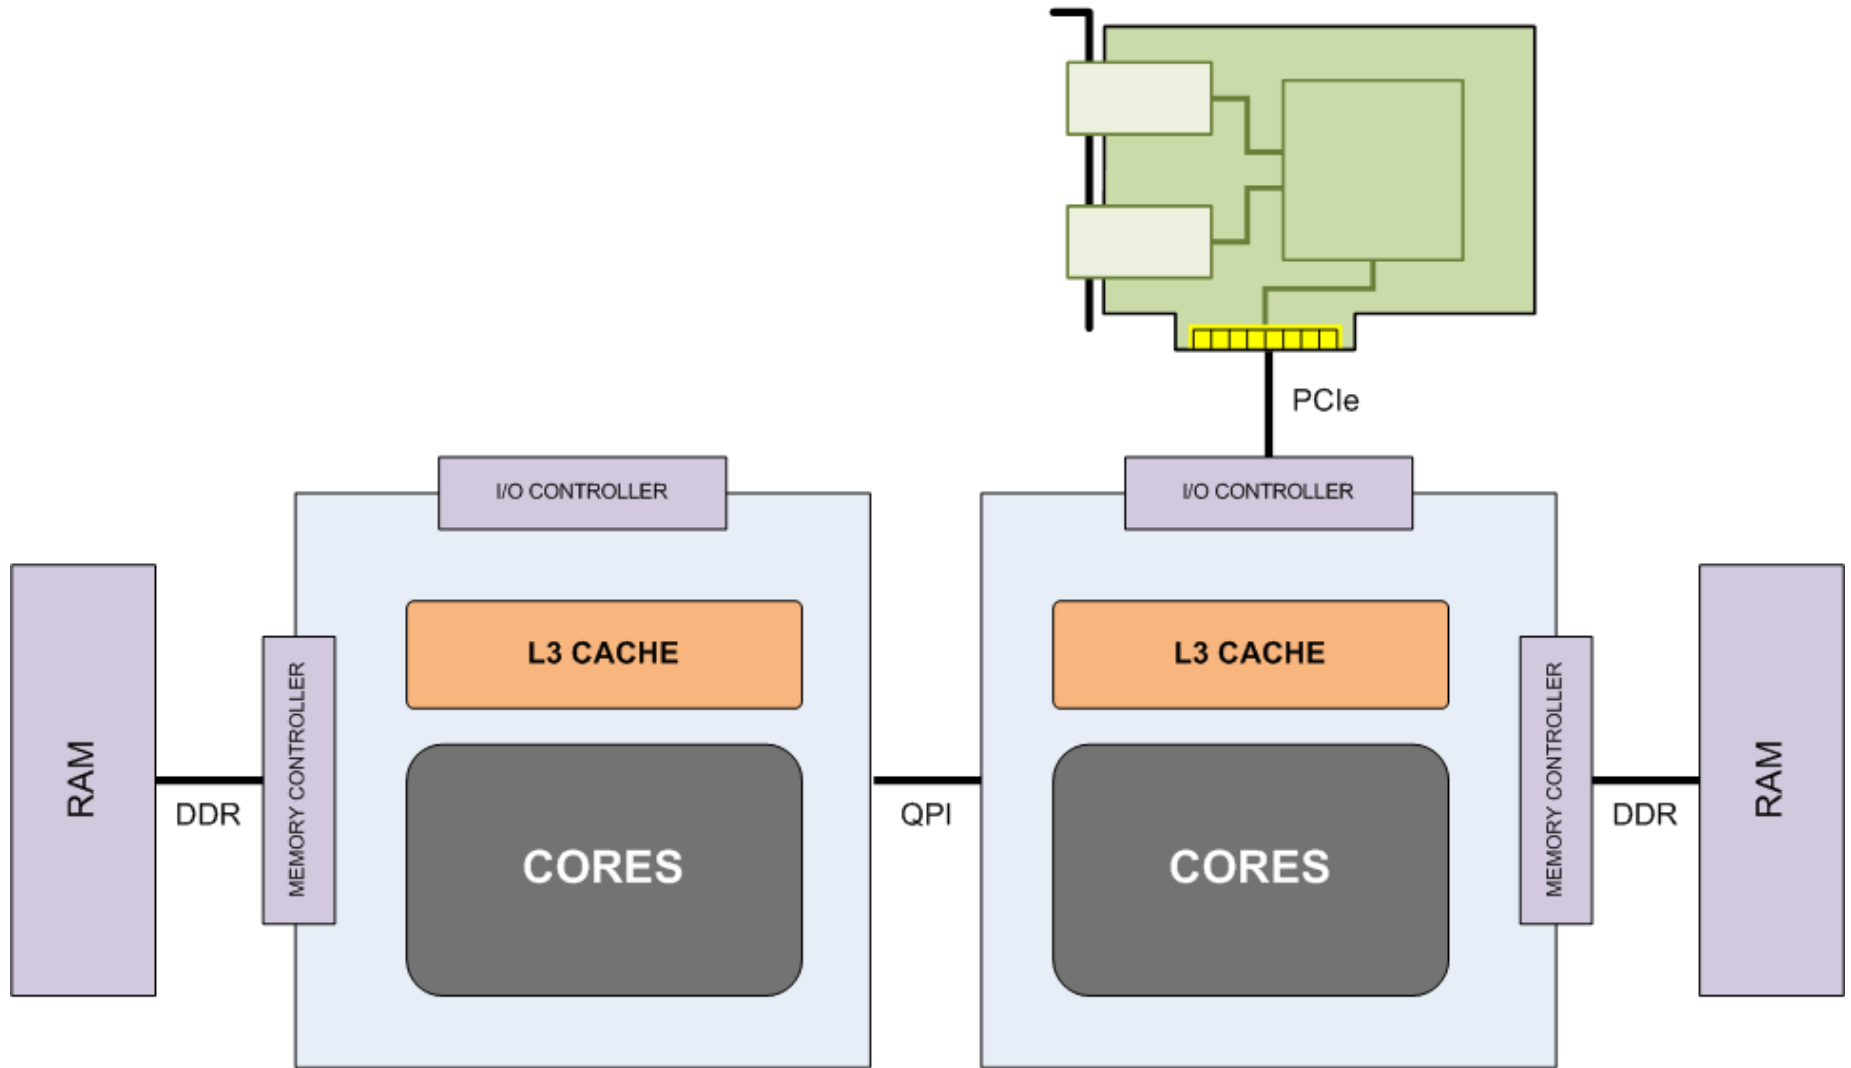 PCIe
I/O CONTROLLER
I/O CONTROLLER
L3 CACHE
L3 CACHE
RAM
DDR
MEMORY CONTROLLER
CORES
QPI
CORES
MEMORY CONTROLLER
DDR
RAM